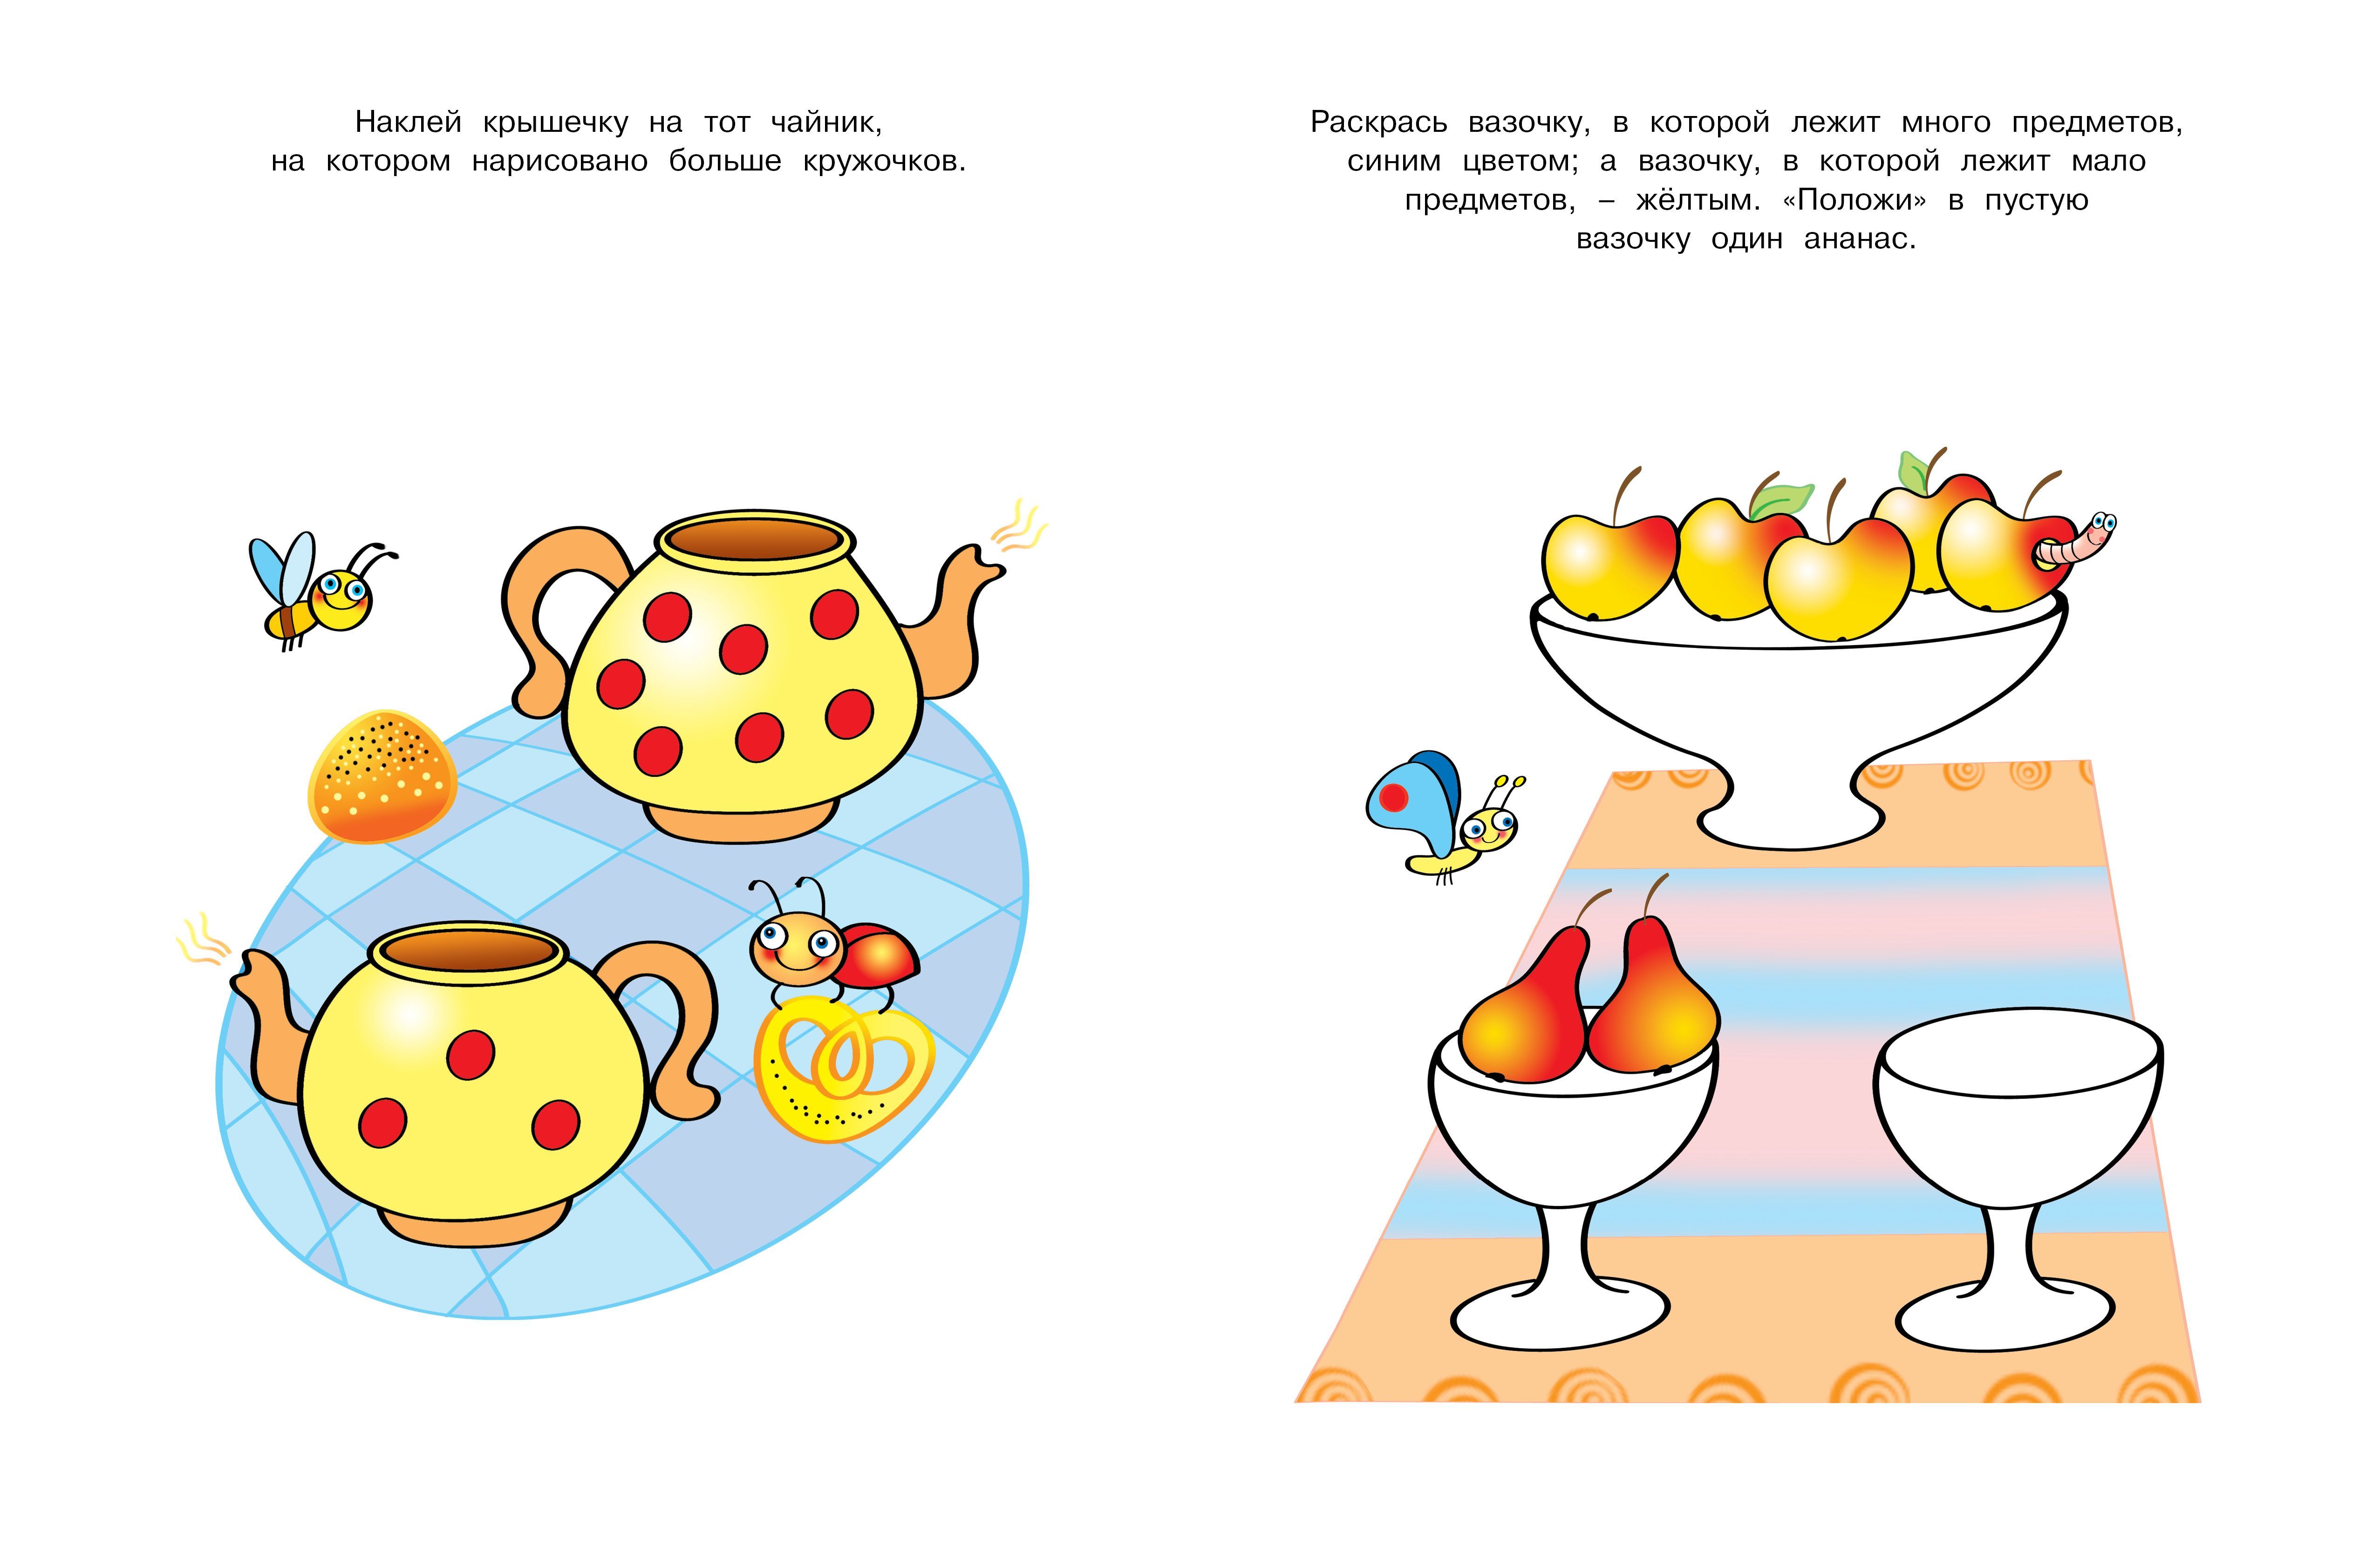 Наклей крышечку на тот чайник,
на котором нарисовано больше кружочков.
Раскрась вазочку, в которой лежит много предметов,
синим цветом; а вазочку, в которой лежит мало
предметов, – жёлтым. «Положи» в пустую
вазочку один ананас.